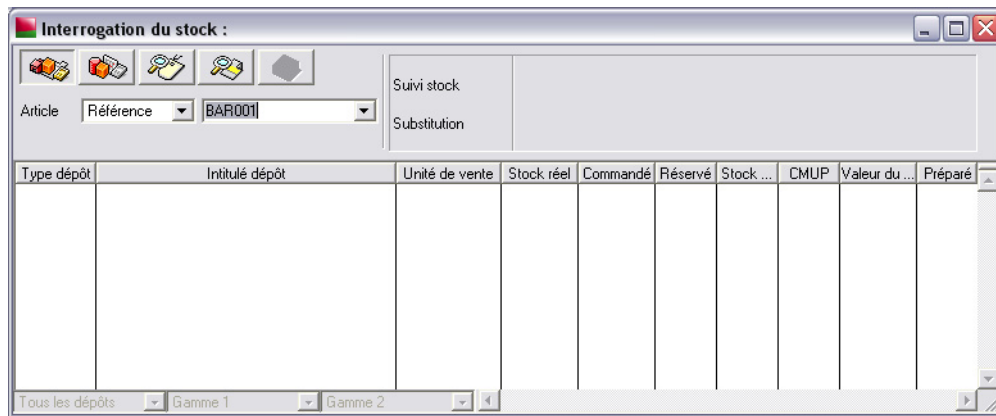 Interrogation du stock :
Suivi stock
Article Référence BAR001
Substitution
Type dépôt Intitulé dépôt Unité de vente Stock réel Commandé Réservé Stock ... CMUP Valeur du ... Préparé
Tous les dépôts Gamme 1 Gamme 2